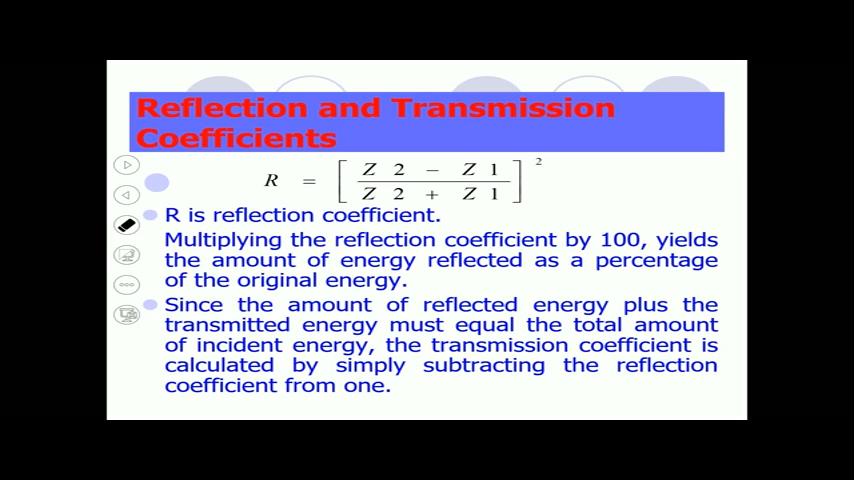 Reflection and Transmission
Coefficients
R = [ Z 2 − Z 1 / Z 2 + Z 1 ] 2
R is reflection coefficient.
Multiplying the reflection coefficient by 100, yields
the amount of energy reflected as a percentage
of the original energy.
Since the amount of reflected energy plus the
transmitted energy must equal the total amount
of incident energy, the transmission coefficient is
calculated by simply subtracting the reflection
coefficient from one.